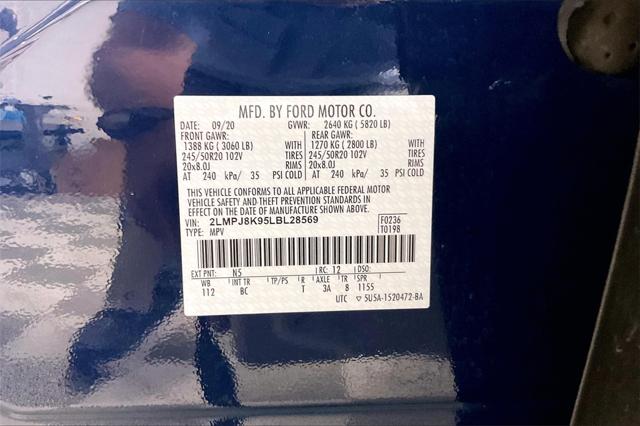 MFD. BY FORD MOTOR CO.
DATE: 09/20 GVWR: 2640 KG ( 5820 LB)
FRONT GAWR: REAR GAWR:
1388 KG ( 3060 LB) WITH 1270 KG ( 2800 LB) WITH
245/50R20 102V TIRES 245/50R20 102V TIRES
20x8.0J RIMS 20x8.0J RIMS
AT 240 kPa/ 35 PSI COLD AT 240 kPa/ 35 PSI COLD
THIS VEHICLE CONFORMS TO ALL APPLICABLE FEDERAL MOTOR
VEHICLE SAFETY AND THEFT PREVENTION STANDARDS IN
EFFECT ON THE DATE OF MANUFACTURE SHOWN ABOVE.
VIN: 2LMPJ8K95LBL28569 F0236
TYPE: MPV T0198
EXT PNT: N5 RC: 12 DSO:
WB INT TR TP/PS R AXLE TR SPR
112 BC T 3A 8 1155
UTC ▽ 5U5A-1520472-BA